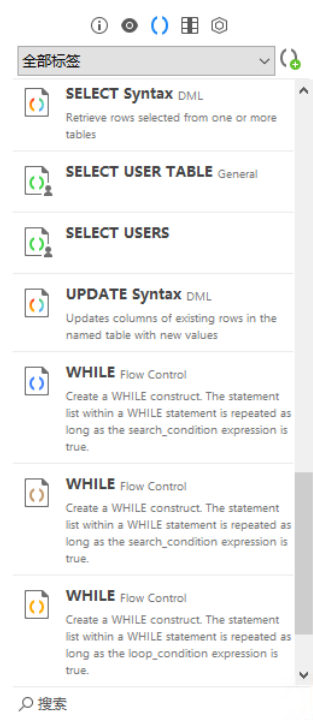 全部标签
SELECT Syntax DML
Retrieve rows selected from one or more
tables
SELECT USER TABLE General
SELECT USERS
UPDATE Syntax DML
Updates columns of existing rows in the
named table with new values
WHILE Flow Control
Create a WHILE construct. The statement
list within a WHILE statement is repeated as
long as the search_condition expression is
true.
WHILE Flow Control
Create a WHILE construct. The statement
list within a WHILE statement is repeated as
long as the search_condition expression is
true.
WHILE Flow Control
Create a WHILE construct. The statement
list within a WHILE statement is repeated as
long as the loop_condition expression is
true.
搜索